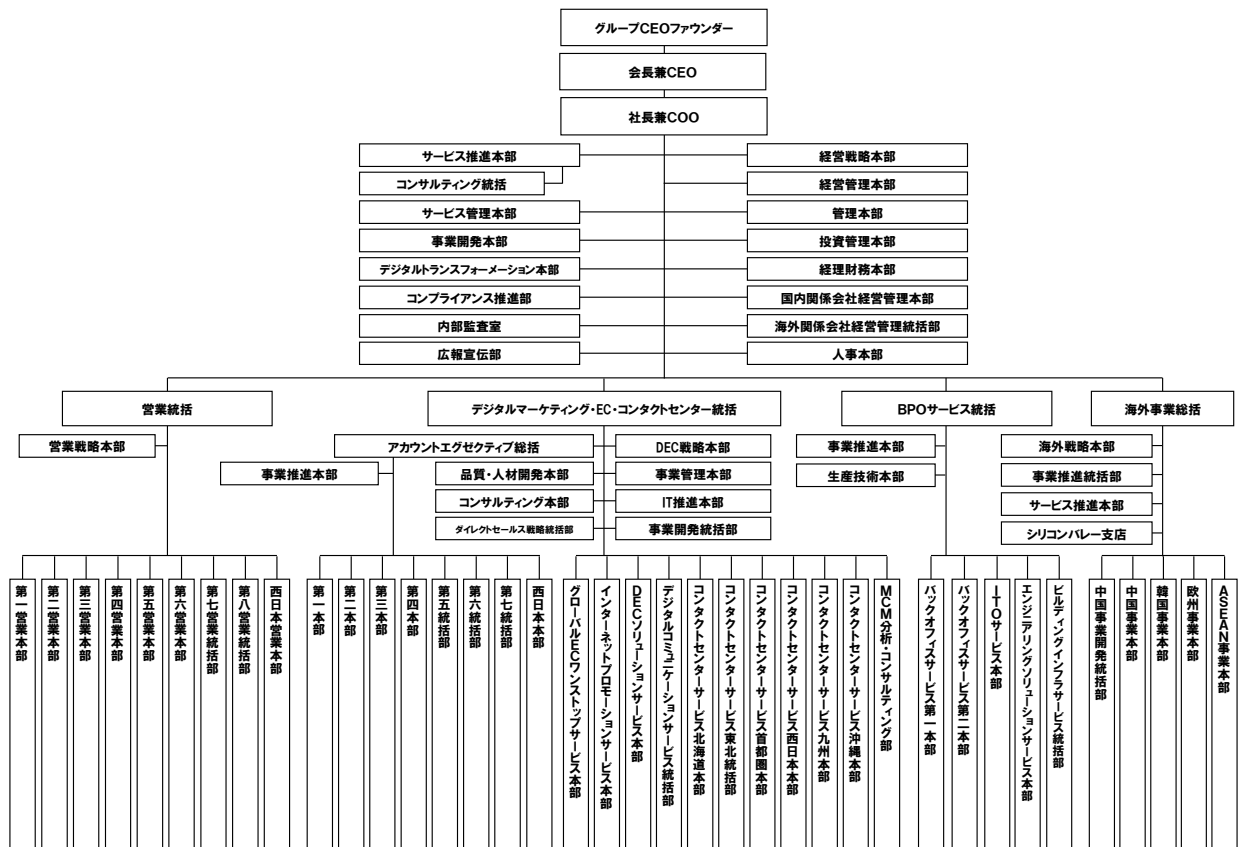 グループCEOファウンダー
会長兼CEO
社長兼COO
サービス推進本部
経営戦略本部
コンサルティング統括
経営管理本部
サービス管理本部
管理本部
事業開発本部
投資管理本部
デジタルトランスフォーメーション本部
経理財務本部
コンプライアンス推進部
国内関係会社経営管理本部
内部監査室
海外関係会社経営管理統括部
広報宣伝部
人事本部
営業統括
デジタルマーケティング・EC・コンタクトセンター統括
BPOサービス統括
海外事業総括
営業戦略本部
アカウントエグゼクティブ総括
DEC戦略本部
事業推進本部
海外戦略本部
事業推進本部
品質・人材開発本部
事業管理本部
生産技術本部
事業推進統括部
コンサルティング本部
IT推進本部
サービス推進本部
ダイレクトセールス戦略統括部
事業開発統括部
シリコンバレー支店
第一営業本部
第二営業本部
第三営業本部
第四営業本部
第五営業本部
第六営業本部
第七営業統括部
第八営業統括部
西日本営業本部
第一本部
第二本部
第三本部
第四本部
第五統括部
第六統括部
第七統括部
西日本本部
グローバルECワンストップサービス本部
インターネットプロモーションサービス本部
DECソリューションサービス本部
デジタルコミュニケーションサービス統括部
コンタクトセンターサービス北海道本部
コンタクトセンターサービス東北統括部
コンタクトセンターサービス首都圏本部
コンタクトセンターサービス西日本本部
コンタクトセンターサービス九州本部
コンタクトセンターサービス沖縄本部
MCM分析・コンサルティング部
バックオフィスサービス第一本部
バックオフィスサービス第二本部
ITOサービス本部
エンジニアリングソリューションサービス本部
ビルディングインフラサービス統括部
中国事業開発統括部
中国事業本部
韓国事業本部
欧州事業本部
ASEAN事業本部